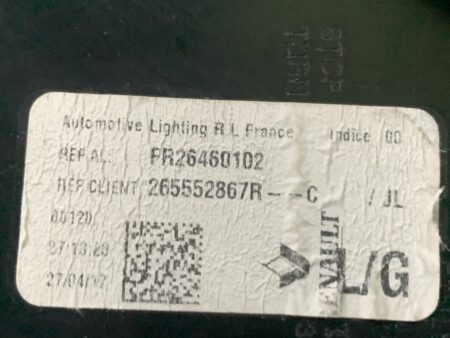 STOP
TURN
Automotive Lighting R L France Indice 00
REF AL. FR26460102
REF CLIENT 265552867R--C / JL
00120
27/04/17
RENAULT
L/G